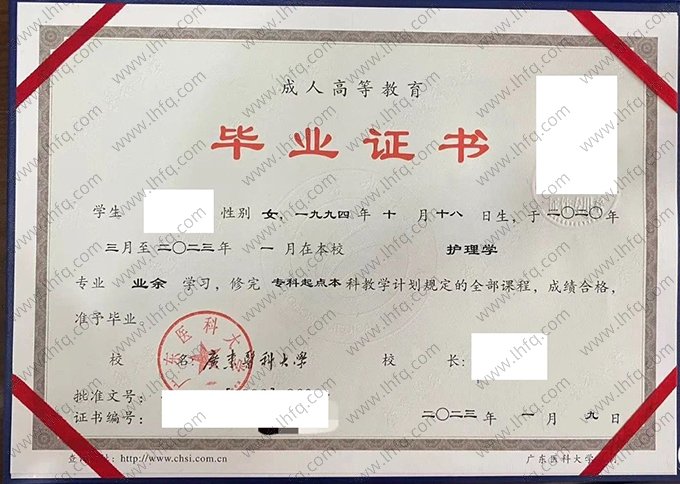 成人高等教育
毕业证书
学生 性别 女，一九九四年 十 月 十八 日生，于 二〇二〇年
三月至 二〇二三年 一 月在本校 护理学
专业 业余 学习，修完 专科起点本 科教学计划规定的全部课程，成绩合格，
准予毕业。
校 名：廣東醫科大学 校 长：
批准文号：
证书编号： 二〇二三 年 一 月 九 日
http://www.chsi.com.cn 广东医科大学
www.lhfq.com